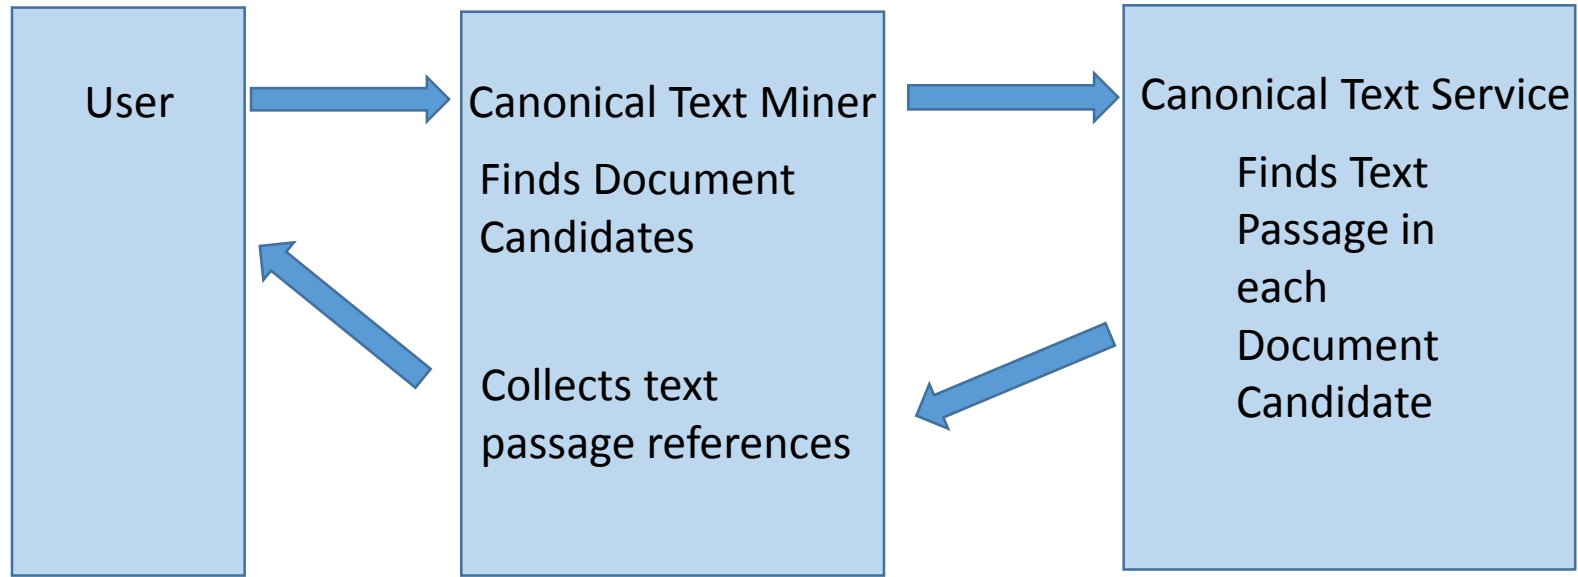 User
Canonical Text Miner
Finds Document
Candidates
Collects text
passage references
Canonical Text Service
Finds Text
Passage in
each
Document
Candidate